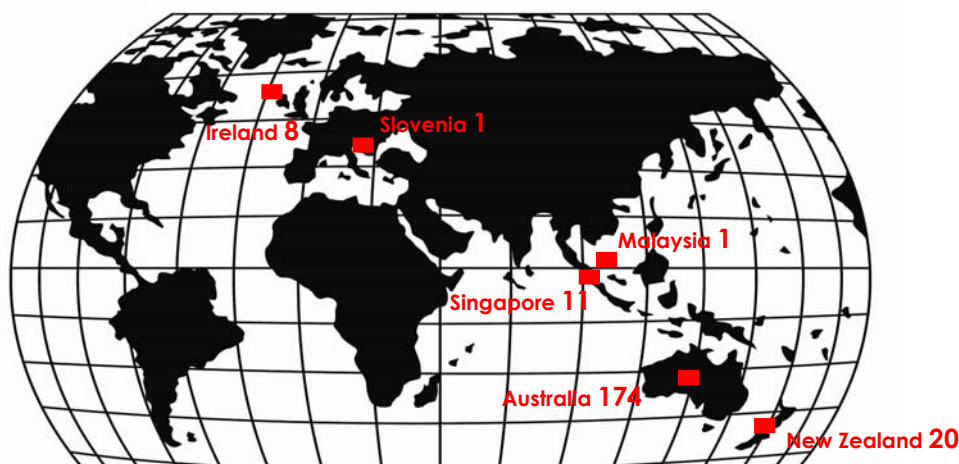 Ireland 8
Slovenia 1
Malaysia 1
Singapore 11
Australia 174
New Zealand 20